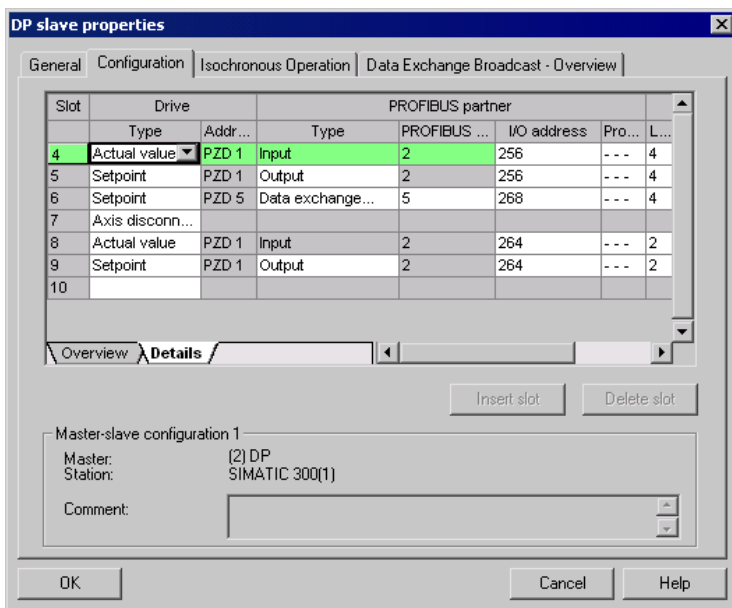 DP slave properties
General Configuration Isochronous Operation Data Exchange Broadcast - Overview
Slot Drive PROFIBUS partner
Type Addr... Type PROFIBUS ... I/O address Pro... L...
4 Actual value PZD 1 Input 2 256 - - - 4
5 Setpoint PZD 1 Output 2 256 - - - 4
6 Setpoint PZD 5 Data exchange... 5 268 - - - 4
7 Axis disconn...
8 Actual value PZD 1 Input 2 264 - - - 2
9 Setpoint PZD 1 Output 2 264 - - - 2
10
Overview Details
Insert slot Delete slot
Master-slave configuration 1
Master: (2) DP
Station: SIMATIC 300(1)
Comment:
OK Cancel Help